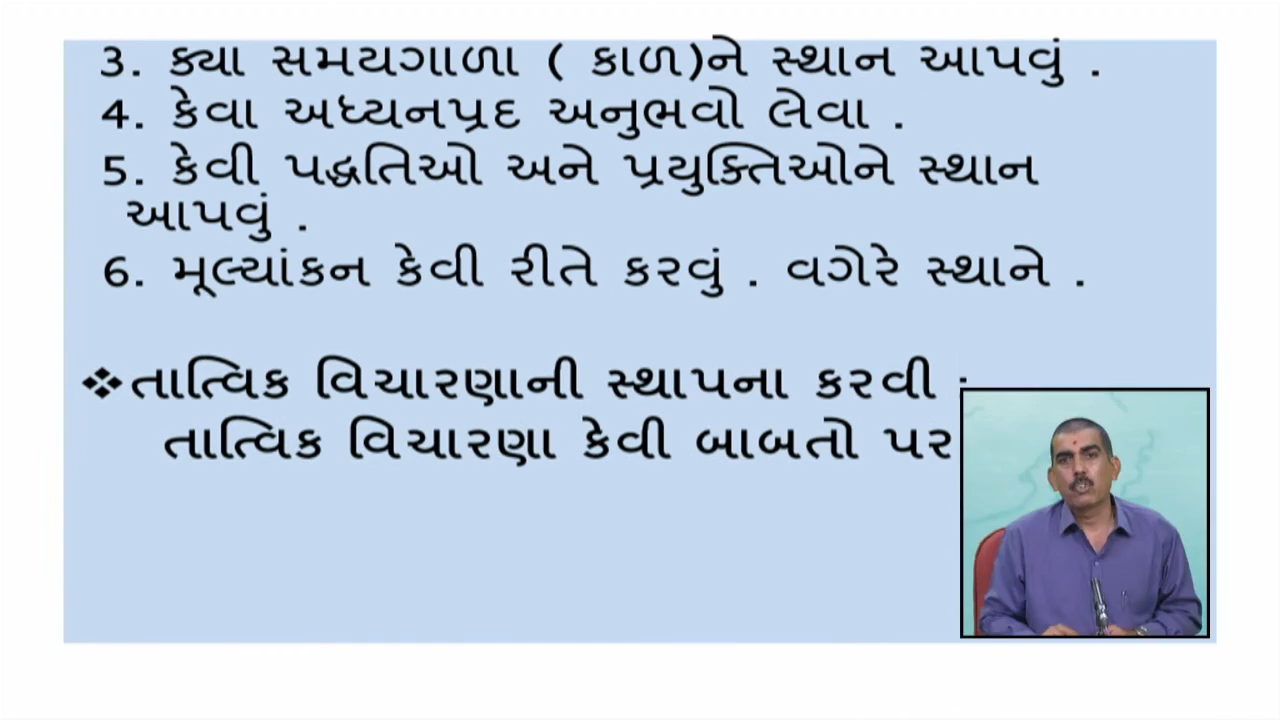 3. ક્યા સમયગાળા ( કાળ)ને સ્થાન આપવું .
4. કેવા અધ્યનપ્રદ અનુભવો લેવા .
5. કેવી પદ્ધતિઓ અને પ્રયુક્તિઓને સ્થાન
આપવું .
6. મૂલ્યાંકન કેવી રીતે કરવું . વગેરે સ્થાને .
❖તાત્વિક વિચારણાની સ્થાપના કરવી :
તાત્વિક વિચારણા કેવી બાબતો પર